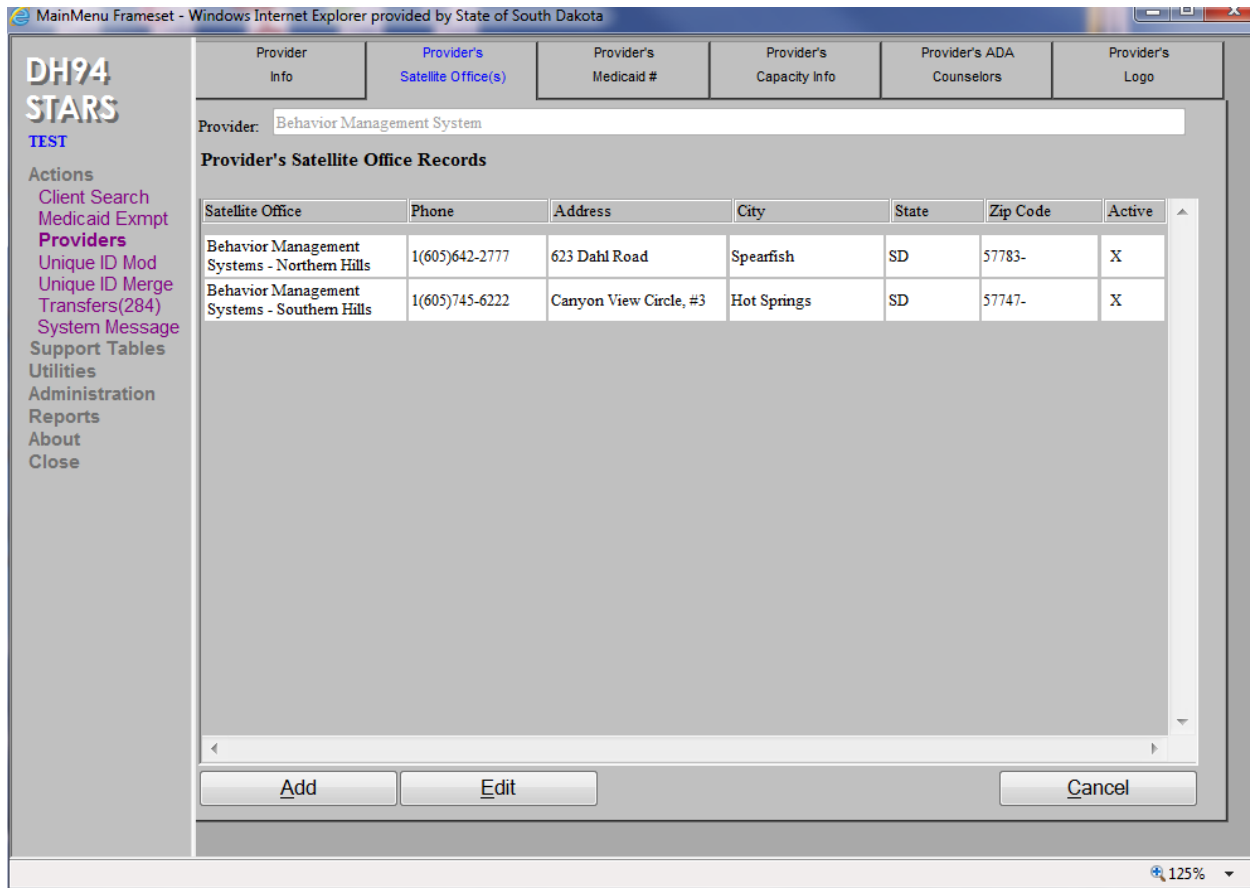 MainMenu Frameset - Windows Internet Explorer provided by State of South Dakota
DH94
STARS
TEST
Actions
Client Search
Medicaid Exmpt
Providers
Unique ID Mod
Unique ID Merge
Transfers(284)
System Message
Support Tables
Utilities
Administration
Reports
About
Close
Provider
Info
Provider's
Satellite Office(s)
Provider's
Medicaid #
Provider's
Capacity Info
Provider's ADA
Counselors
Provider's
Logo
Provider: Behavior Management System
Provider's Satellite Office Records
Satellite Office Phone Address City State Zip Code Active
Behavior Management
Systems - Northern Hills 1(605)642-2777 623 Dahl Road Spearfish SD 57783- X
Behavior Management
Systems - Southern Hills 1(605)745-6222 Canyon View Circle, #3 Hot Springs SD 57747- X
Add Edit Cancel
125%